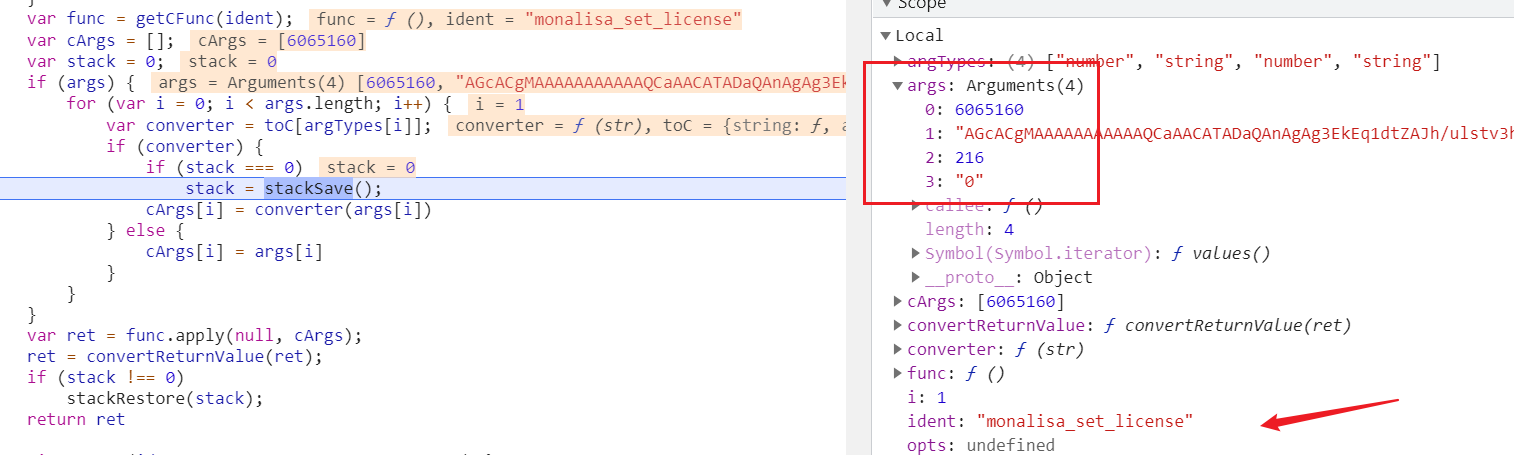 var func = getCFunc(ident);  func = ƒ (), ident = "monalisa_set_license"
var cArgs = [];  cArgs = [6065160]
var stack = 0;  stack = 0
if (args) {  args = Arguments(4) [6065160, "AGcACgMAAAAAAAAAAAQCaAACATADaQAnAgAg3EkE
for (var i = 0; i < args.length; i++) {  i = 1
var converter = toC[argTypes[i]];  converter = ƒ (str), toC = {string: ƒ, a
if (converter) {
if (stack === 0)  stack = 0
stack = stackSave();
cArgs[i] = converter(args[i])
} else {
cArgs[i] = args[i]
}
}
}
var ret = func.apply(null, cArgs);
ret = convertReturnValue(ret);
if (stack !== 0)
stackRestore(stack);
return ret
Scope
Local
argTypes: (4) ["number", "string", "number", "string"]
args: Arguments(4)
0: 6065160
1: "AGcACgMAAAAAAAAAAAQCaAACATADaQAnAgAg3EkEq1dtZAJh/ulstv3h
2: 216
3: "0"
callee: ƒ ()
length: 4
Symbol(Symbol.iterator): ƒ values()
__proto__: Object
cArgs: [6065160]
convertReturnValue: ƒ convertReturnValue(ret)
converter: ƒ (str)
func: ƒ ()
i: 1
ident: "monalisa_set_license"
opts: undefined